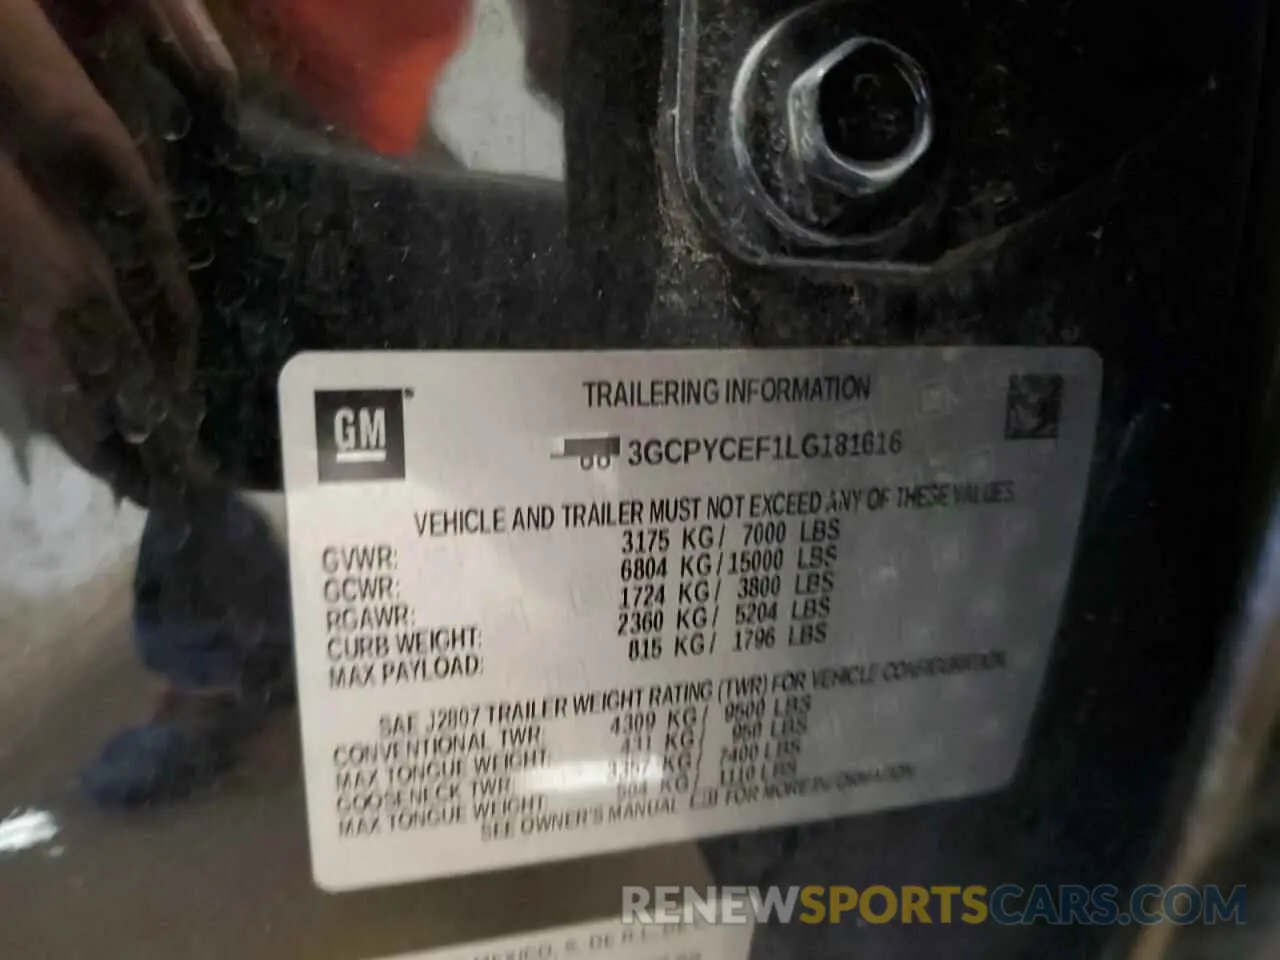 GM
TRAILERING INFORMATION
3GCPYCEF1LG181616
VEHICLE AND TRAILER MUST NOT EXCEED ANY OF THESE VALUES
GVWR: 3175 KG/ 7000 LBS
GCWR: 6804 KG/15000 LBS
RGAWR: 1724 KG/ 3800 LBS
CURB WEIGHT: 2360 KG/ 5204 LBS
MAX PAYLOAD: 815 KG/ 1796 LBS
SAE J2807 TRAILER WEIGHT RATING (TWR) FOR VEHICLE CONFIGURATION
CONVENTIONAL TWR: 4309 KG/ 9500 LBS
MAX TONGUE WEIGHT: 431 KG/ 950 LBS
GOOSENECK TWR: KG/ 7400 LBS
MAX TONGUE WEIGHT: 504 KG/ 1110 LBS
SEE OWNER'S MANUAL FOR MORE INFORMATION
MEXICO, S. DE R.L. DE C
RENEWSPORTSCARS.COM